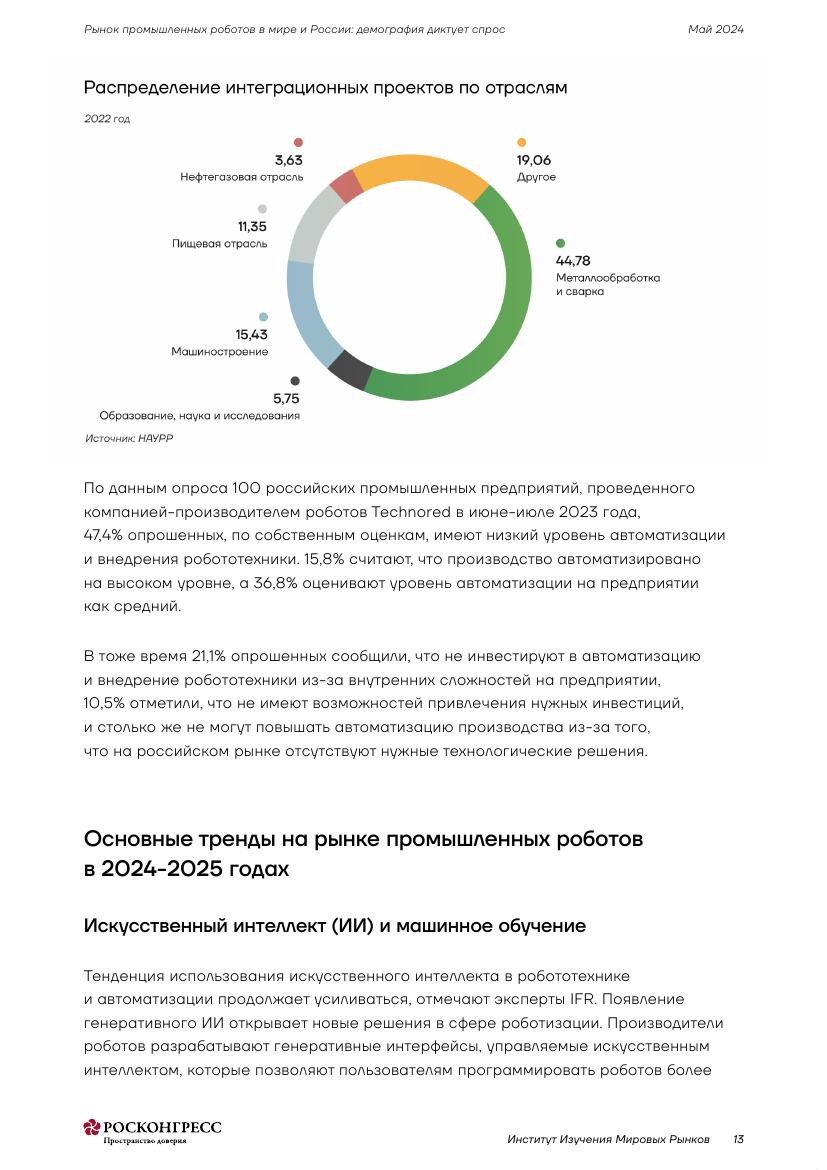 Рынок промышленных роботов в мире и России: демография диктует спрос
Май 2024
Распределение интеграционных проектов по отраслям
2022 год
3,63
Нефтегазовая отрасль
19,06
Другое
11,35
Пищевая отрасль
44,78
Металлообработка
и сварка
15,43
Машиностроение
5,75
Образование, наука и исследования
Источник: НАУРР
По данным опроса 100 российских промышленных предприятий, проведенного
компанией-производителем роботов Technored в июне-июле 2023 года,
47,4% опрошенных, по собственным оценкам, имеют низкий уровень автоматизации
и внедрения робототехники. 15,8% считают, что производство автоматизировано
на высоком уровне, а 36,8% оценивают уровень автоматизации на предприятии
как средний.
В тоже время 21,1% опрошенных сообщили, что не инвестируют в автоматизацию
и внедрение робототехники из-за внутренних сложностей на предприятии,
10,5% отметили, что не имеют возможностей привлечения нужных инвестиций,
и столько же не могут повышать автоматизацию производства из-за того,
что на российском рынке отсутствуют нужные технологические решения.
Основные тренды на рынке промышленных роботов
в 2024-2025 годах
Искусственный интеллект (ИИ) и машинное обучение
Тенденция использования искусственного интеллекта в робототехнике
и автоматизации продолжает усиливаться, отмечают эксперты IFR. Появление
генеративного ИИ открывает новые решения в сфере роботизации. Производители
роботов разрабатывают генеративные интерфейсы, управляемые искусственным
интеллектом, которые позволяют пользователям программировать роботов более
РОСКОНГРЕСС
Пространство доверия
Институт Изучения Мировых Рынков 13